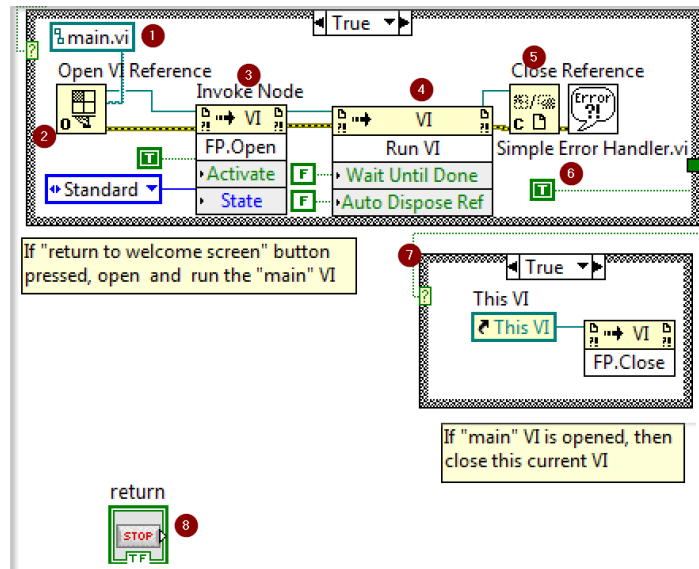 True
main.vi
1
Open VI Reference
3
Invoke Node
4
5
Close Reference
2
O
VI
FP.Open
Activate
State
T
Standard
VI
Run VI
Wait Until Done
Auto Dispose Ref
F
F
C
Error
?!
Simple Error Handler.vi
6
T
If "return to welcome screen" button
pressed, open and run the "main" VI
7
True
This VI
This VI
VI
FP.Close
If "main" VI is opened, then
close this current VI
return
STOP
8
TF